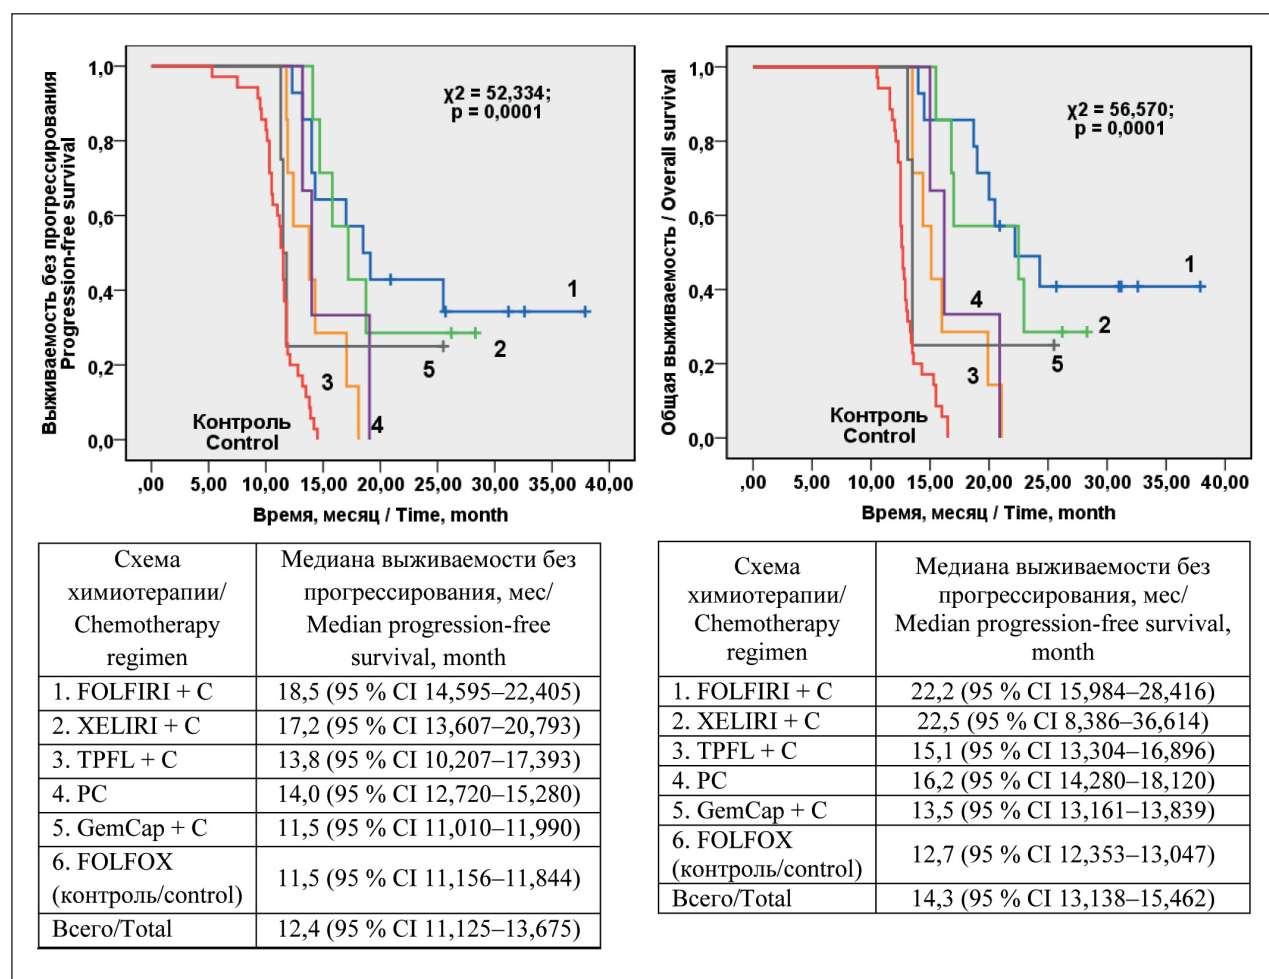 Выживаемость без прогрессирования
Progression-free survival
1,0
0,8
0,6
0,4
0,2
0,0
χ2 = 52,334;
p = 0,0001
1
2
5
3
4
Контроль
Control
,00 5,00 10,00 15,00 20,00 25,00 30,00 35,00 40,00
Время, месяц / Time, month
Общая выживаемость / Overall survival
1,0
0,8
0,6
0,4
0,2
0,0
χ2 = 56,570;
p = 0,0001
1
4
2
5
3
Контроль
Control
,00 5,00 10,00 15,00 20,00 25,00 30,00 35,00 40,00
Время, месяц / Time, month
Схема
химиотерапии/
Chemotherapy
regimen
Медиана выживаемости без
прогрессирования, мес/
Median progression-free
survival, month
1. FOLFIRI + C 18,5 (95 % CI 14,595–22,405)
2. XELIRI + C 17,2 (95 % CI 13,607–20,793)
3. TPFL + C 13,8 (95 % CI 10,207–17,393)
4. PC 14,0 (95 % CI 12,720–15,280)
5. GemCap + C 11,5 (95 % CI 11,010–11,990)
6. FOLFOX
(контроль/control) 11,5 (95 % CI 11,156–11,844)
Всего/Total 12,4 (95 % CI 11,125–13,675)
Схема
химиотерапии/
Chemotherapy
regimen
Медиана выживаемости без
прогрессирования, мес/
Median progression-free survival,
month
1. FOLFIRI + C 22,2 (95 % CI 15,984–28,416)
2. XELIRI + C 22,5 (95 % CI 8,386–36,614)
3. TPFL + C 15,1 (95 % CI 13,304–16,896)
4. PC 16,2 (95 % CI 14,280–18,120)
5. GemCap + C 13,5 (95 % CI 13,161–13,839)
6. FOLFOX
(контроль/control) 12,7 (95 % CI 12,353–13,047)
Всего/Total 14,3 (95 % CI 13,138–15,462)